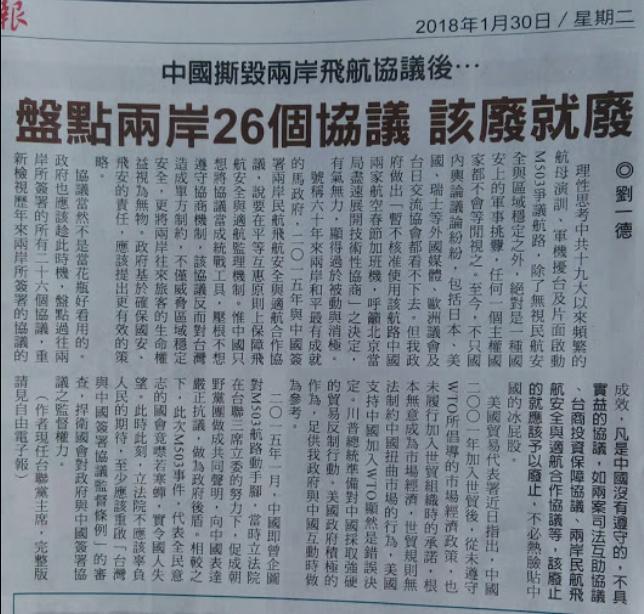 報
2018年1月30日/星期二
中國撕毀兩岸飛航協議後…
盤點兩岸26個協議 該廢就廢
◎劉一德
理性思考中共十九大以來頻繁的
航母演訓、軍機擾台及片面啟動
M503爭議航路,除了無視民航安
全與區域穩定之外,絕對是一種國
安上的軍事挑釁,任何一個主權國
家都不會等閒視之,至今,不只國
內輿論議論紛紛,包括日本、美
國、瑞士等外國媒體、歐洲議會及
台日交流協會都看不下去。但我政
府做出「暫不核准使用該航路中國
兩家航空春節加班機,呼籲北京當
局盡速展開技術性協商」之決定,
有氣無力,顯得過於被動與消極。
號稱六十年來兩岸和平最有成就
的馬政府,二○一五年與中國簽
署兩岸民航飛航安全與適航合作協
議,說要在平等互惠原則上保障飛
航安全與適航監理機制。惟中國只
想將協議當成統戰工具,壓根不想
遵守協商機制,該協議反而對台灣
造成單方制約,不僅威脅區域穩定
安全,更將兩岸往來旅客的生命權
益視為無物。政府基於確保國安、
飛安的責任,應該提出更有效的策
略。
協議當然不是當花瓶好看用的。
政府也應該趁此時機,盤點過往兩
岸所簽署的所有二十六個協議,重
新檢視歷年來兩岸所簽署的協議的
成效,凡是中國沒有遵守的,不具
實益的協議,如兩案司法互助協議
、台商投資保障協議、兩岸民航飛
航安全與適航合作協議等,該廢止
的就應該予以廢止,不必熱臉貼中
國的冰屁股。
美國貿易代表署近日指出,中國
二○○一年加入世貿後,從未遵守
WTO所倡導的市場經濟政策,也
未履行加入世貿組織時的承諾,根
本無意成為市場經濟,世貿規則無
法制約中國扭曲市場的行為,美國
支持中國加入WTO顯然是錯誤決
定。川普總統準備對中國採取強硬
的貿易反制行動。美國政府積極的
作為,足供我政府與中國互動時做
為參考。
二○一五年一月,中國即曾企圖
對M503航路動手腳,當時立法院
在台聯三席立委的努力下,促成朝
野黨團做成共同聲明,向中國表達
嚴正抗議,做為政府後盾。相較之
下,此次M503事件,代表全民意
志的國會竟噤若寒蟬,實令國人失
望。此時此刻,立法院不應該辜負
人民的期待,至少應該重啟「台灣
與中國簽署協議監督條例」的審
查,捍衛國會對政府與中國簽署協
議之監督權力。
(作者現任台聯黨主席,完整版
請見自由電子報)